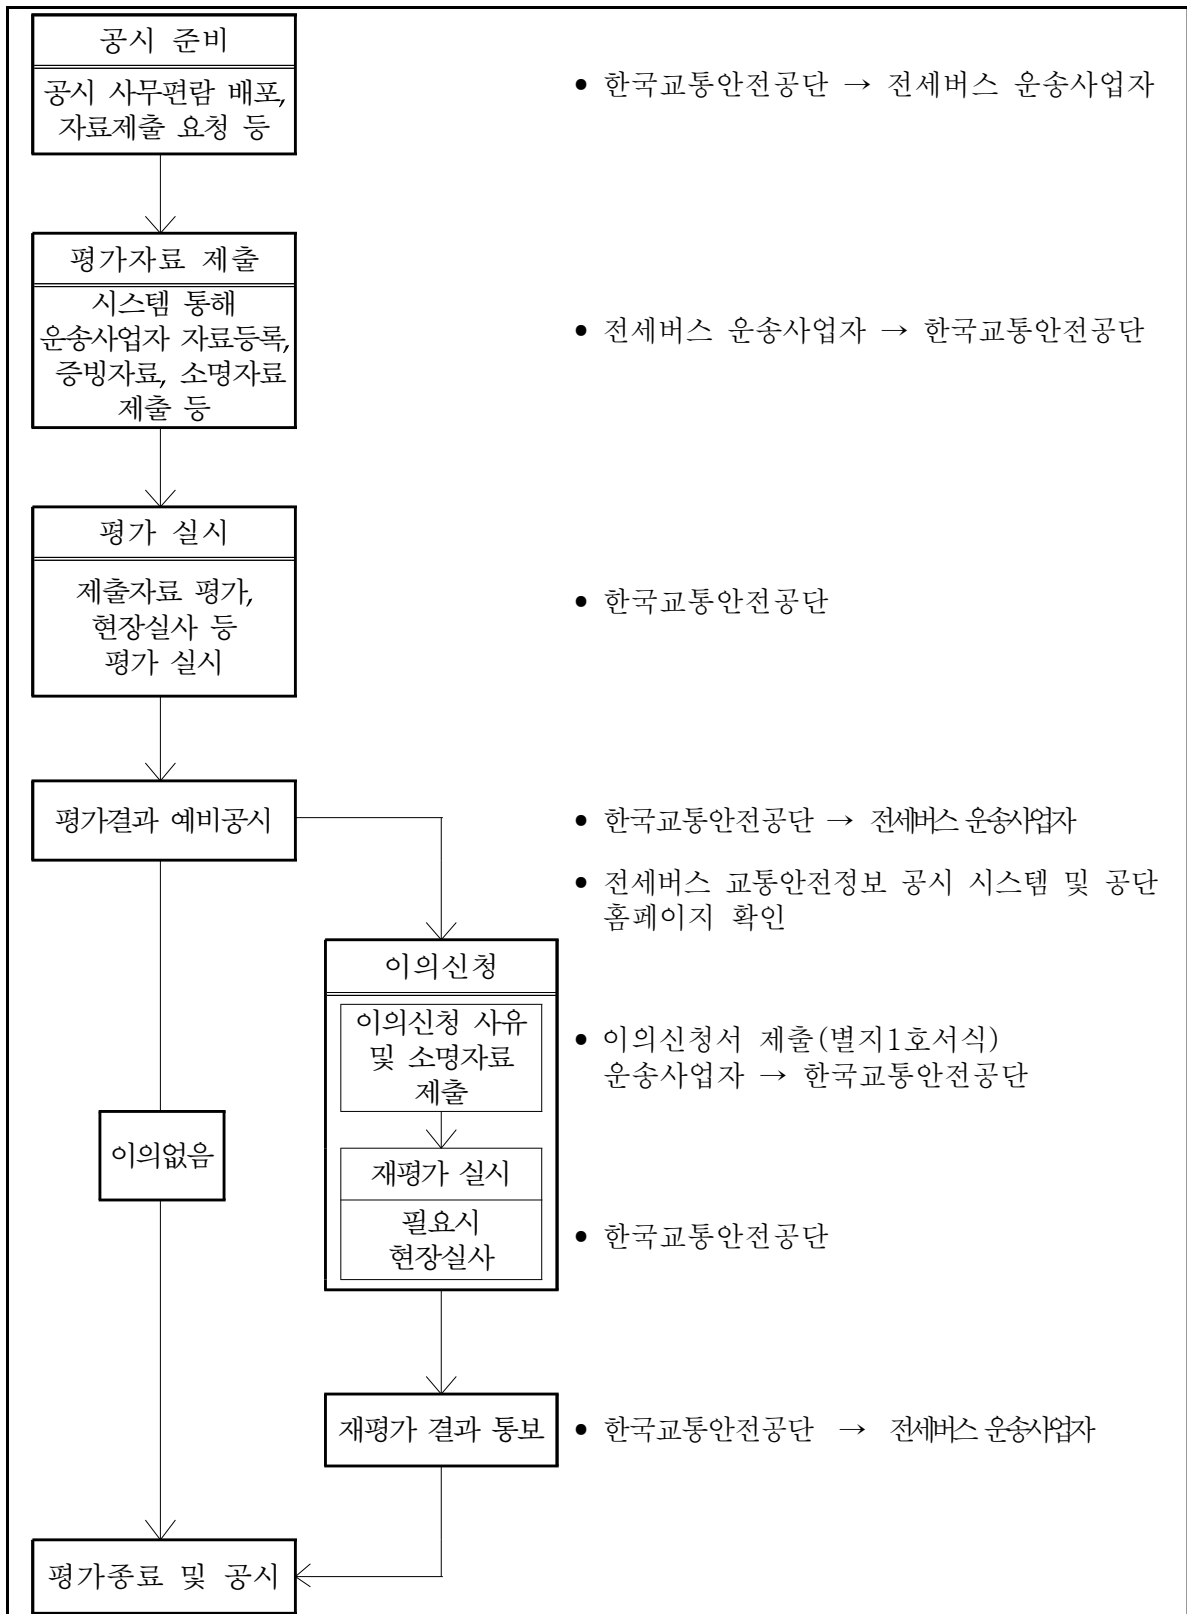 공시 준비
공시 사무편람 배포,
자료제출 요청 등
• 한국교통안전공단 → 전세버스 운송사업자
평가자료 제출
시스템 통해
운송사업자 자료등록,
증빙자료, 소명자료
제출 등
• 전세버스 운송사업자 → 한국교통안전공단
평가 실시
제출자료 평가,
현장실사 등
평가 실시
• 한국교통안전공단
평가결과 예비공시
• 한국교통안전공단 → 전세버스 운송사업자
• 전세버스 교통안전정보 공시 시스템 및 공단
홈페이지 확인
이의신청
이의신청 사유
및 소명자료
제출
• 이의신청서 제출(별지1호서식)
운송사업자 → 한국교통안전공단
이의없음
재평가 실시
필요시
현장실사
• 한국교통안전공단
재평가 결과 통보
• 한국교통안전공단 → 전세버스 운송사업자
평가종료 및 공시